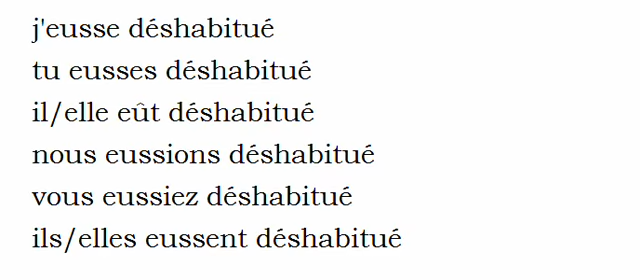 j'eusse déshabitué
tu eusses déshabitué
il/elle eût déshabitué
nous eussions déshabitué
vous eussiez déshabitué
ils/elles eussent déshabitué